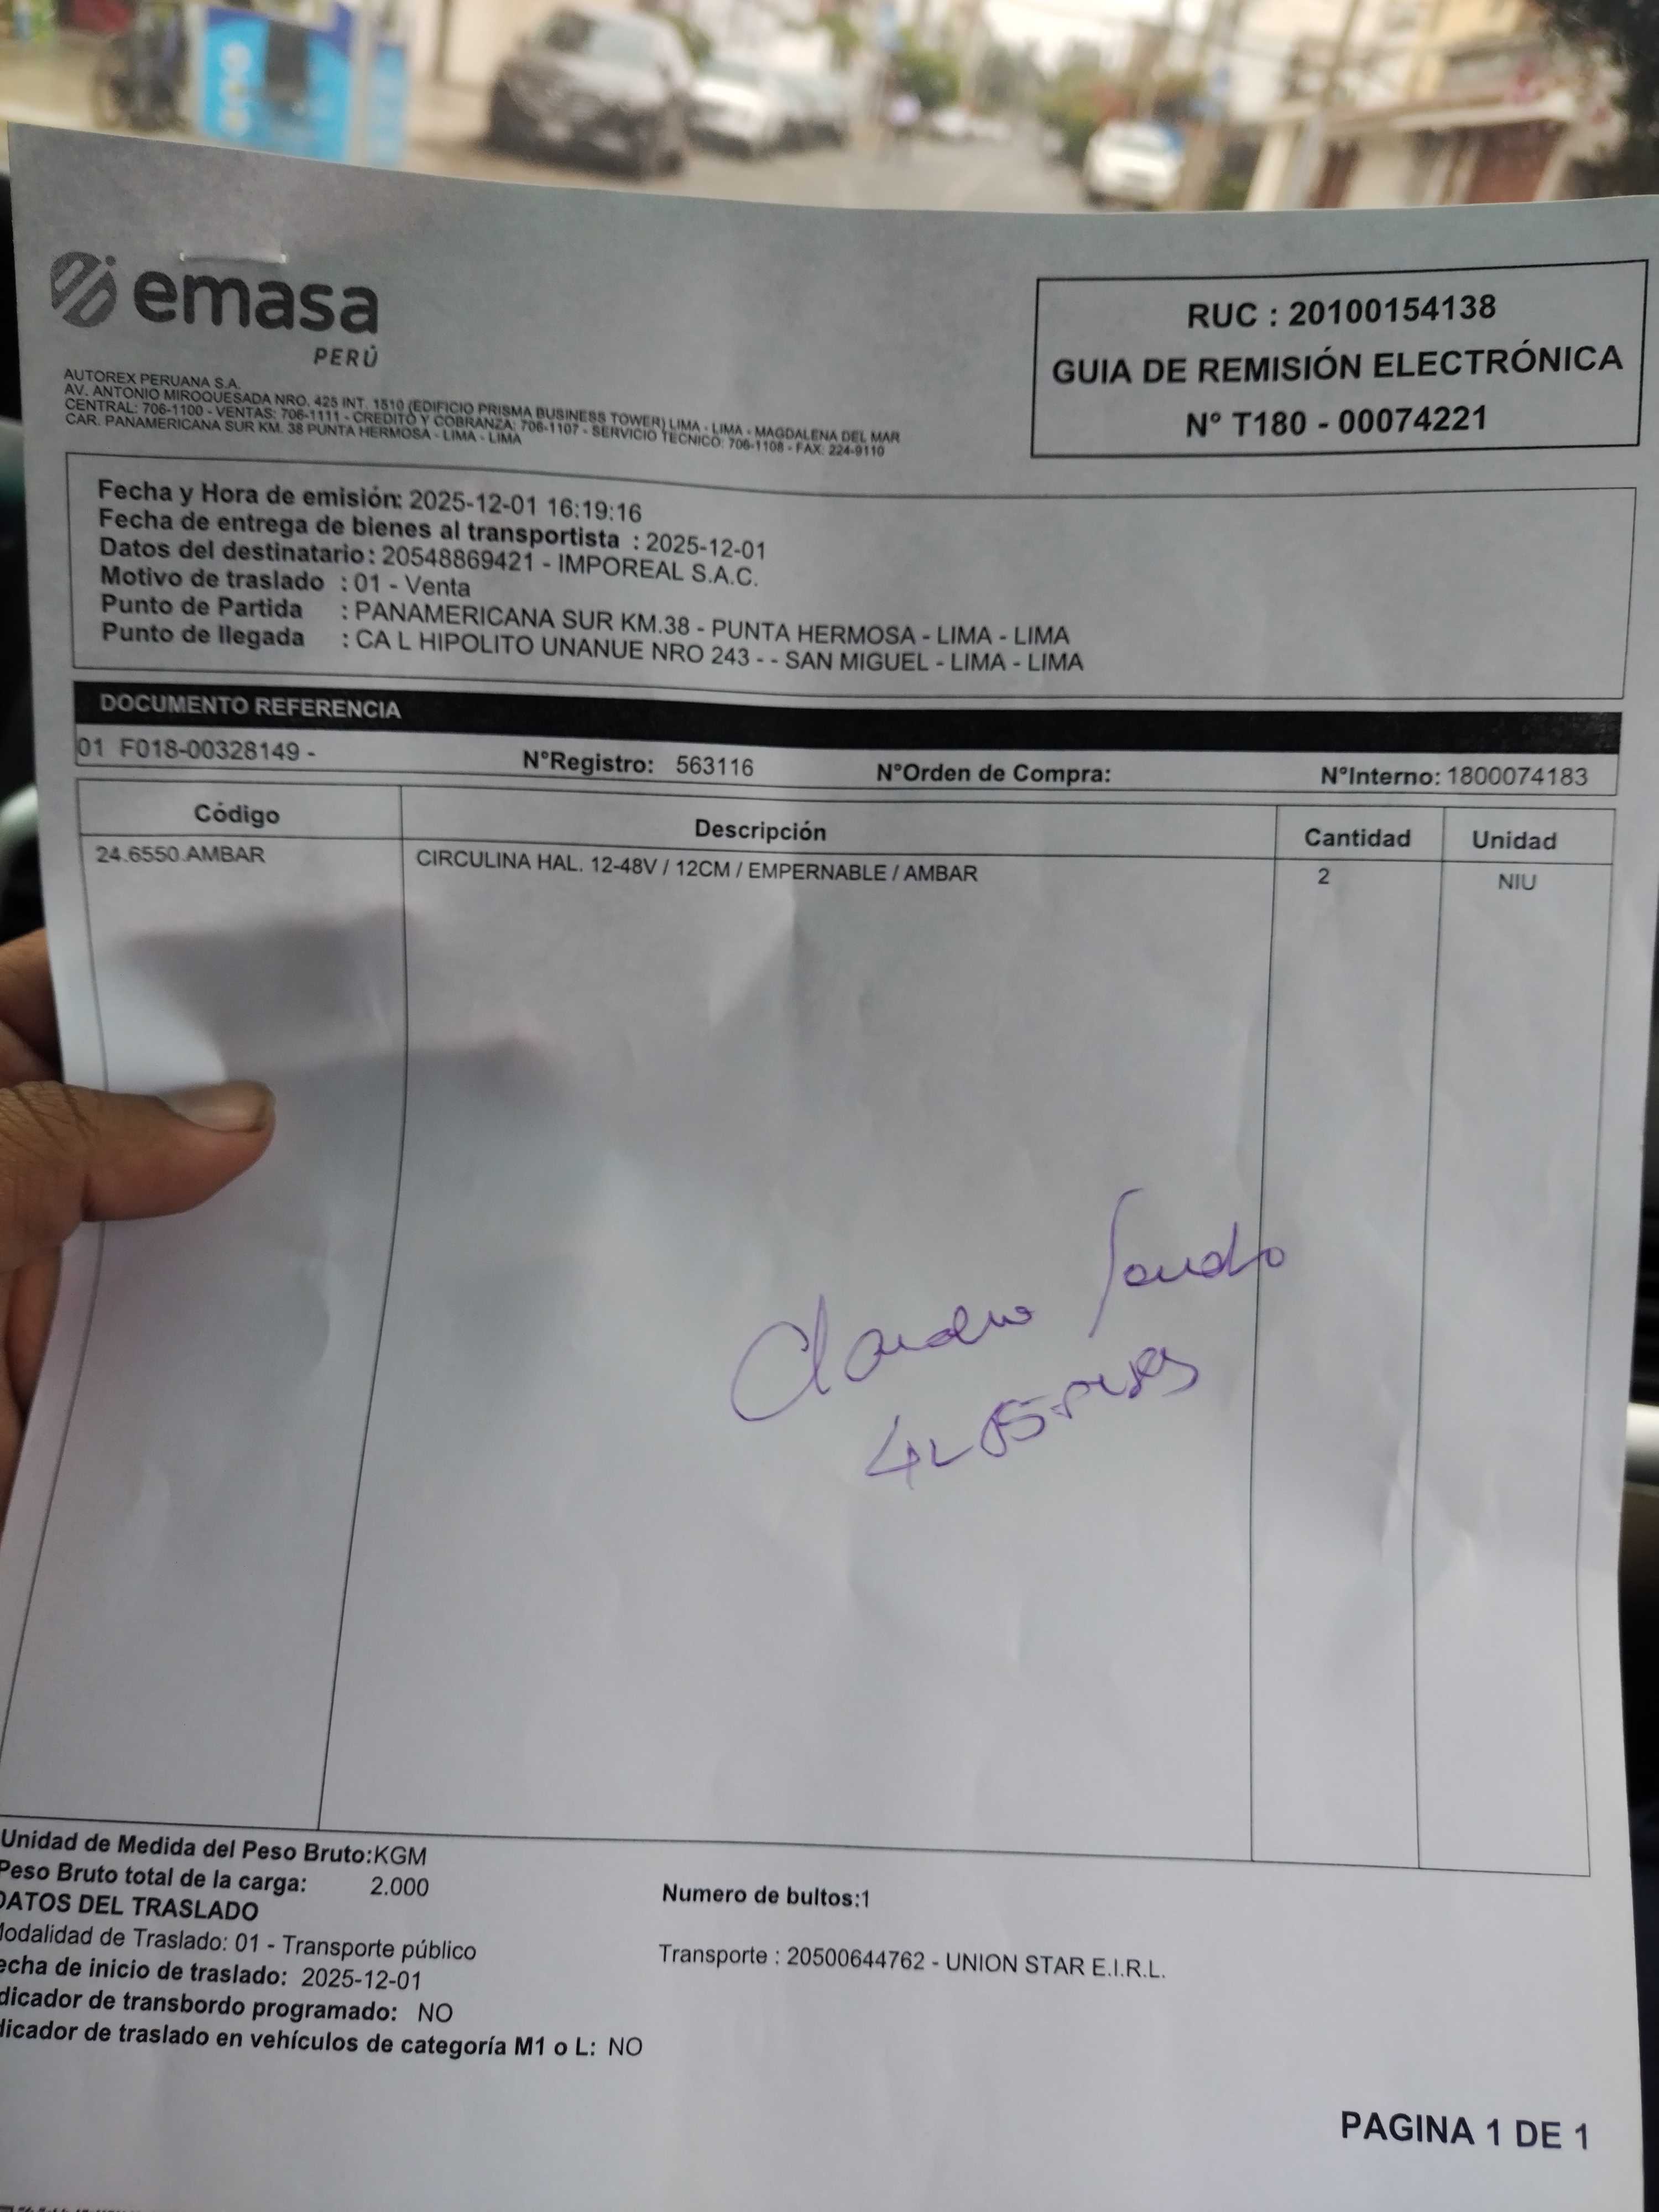 emasa
PERÚ
AUTOREX PERUANA S.A.
AV. ANTONIO MIROQUESADA NRO. 425 INT. 1510 (EDIFICIO PRISMA BUSINESS TOWER) LIMA - LIMA - MAGDALENA DEL MAR
CENTRAL: 706-1100 - VENTAS: 706-1111 - CREDITO Y COBRANZA: 706-1107 - SERVICIO TECNICO: 706-1108 - FAX: 224-9110
CAR. PANAMERICANA SUR KM. 38 PUNTA HERMOSA - LIMA - LIMA
RUC : 20100154138
GUIA DE REMISIÓN ELECTRÓNICA
N° T180 - 00074221
Fecha y Hora de emisión: 2025-12-01 16:19:16
Fecha de entrega de bienes al transportista : 2025-12-01
Datos del destinatario: 20548869421 - IMPOREAL S.A.C.
Motivo de traslado : 01 - Venta
Punto de Partida : PANAMERICANA SUR KM.38 - PUNTA HERMOSA - LIMA - LIMA
Punto de llegada : CA L HIPOLITO UNANUE NRO 243 - - SAN MIGUEL - LIMA - LIMA
DOCUMENTO REFERENCIA
01 F018-00328149 - N°Registro: 563116 N°Orden de Compra: N°Interno: 1800074183
Código Descripción Cantidad Unidad
24.6550.AMBAR CIRCULINA HAL. 12-48V / 12CM / EMPERNABLE / AMBAR 2 NIU
Unidad de Medida del Peso Bruto:KGM
Peso Bruto total de la carga: 2.000 Numero de bultos:1
DATOS DEL TRASLADO
Modalidad de Traslado: 01 - Transporte público Transporte : 20500644762 - UNION STAR E.I.R.L.
echa de inicio de traslado: 2025-12-01
dicador de transbordo programado: NO
dicador de traslado en vehículos de categoría M1 o L: NO
PAGINA 1 DE 1